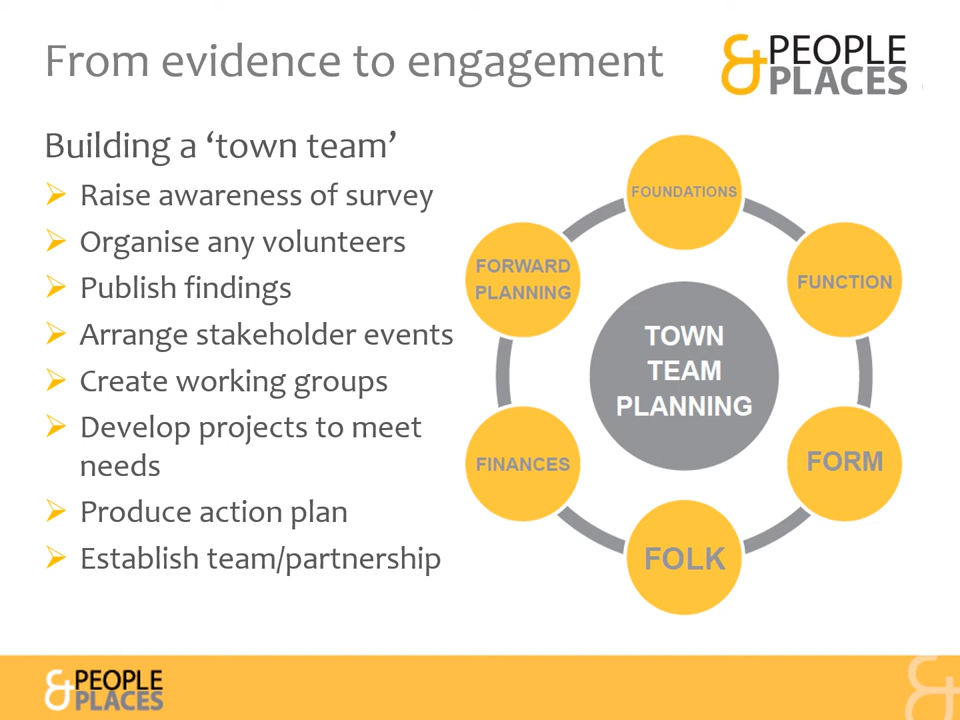 From evidence to engagement
& PEOPLE
PLACES
Building a ‘town team’
Raise awareness of survey
Organise any volunteers
Publish findings
Arrange stakeholder events
Create working groups
Develop projects to meet
needs
Produce action plan
Establish team/partnership
FOUNDATIONS
FUNCTION
FORM
FOLK
FINANCES
FORWARD
PLANNING
TOWN
TEAM
PLANNING
& PEOPLE
PLACES
&